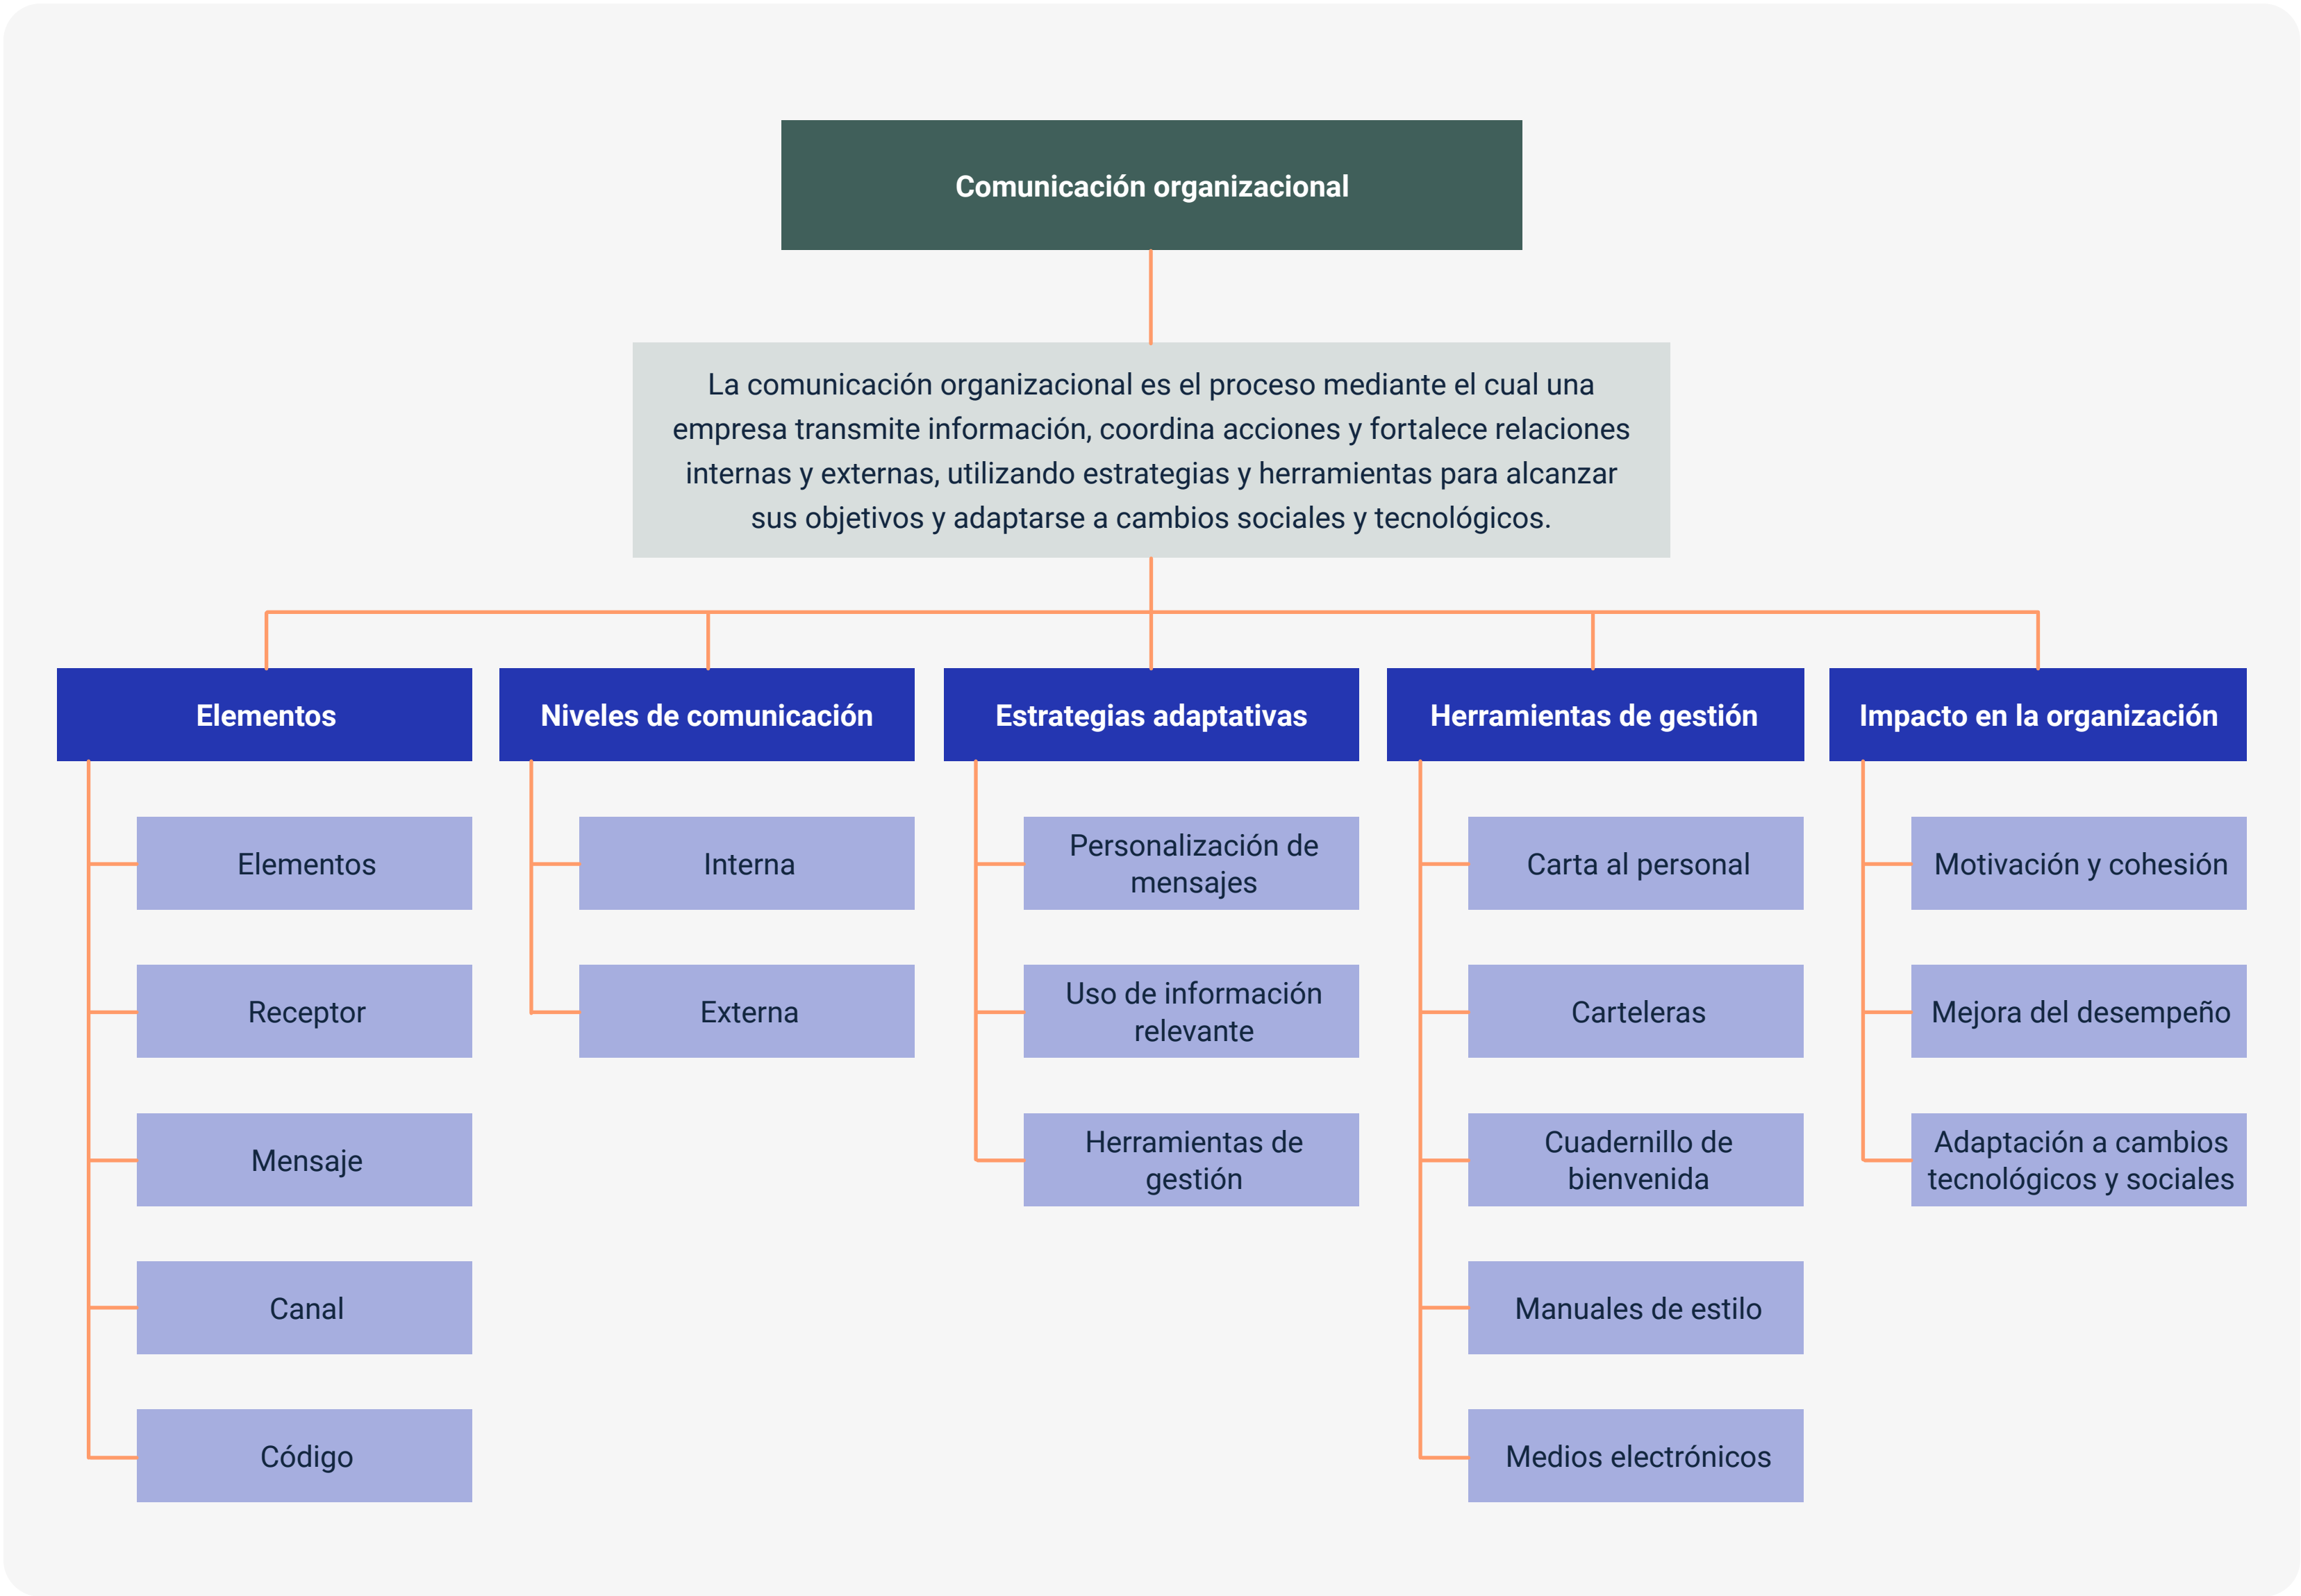 Comunicación organizacional
La comunicación organizacional es el proceso mediante el cual una
empresa transmite información, coordina acciones y fortalece relaciones
internas y externas, utilizando estrategias y herramientas para alcanzar
sus objetivos y adaptarse a cambios sociales y tecnológicos.
Elementos
Elementos
Receptor
Mensaje
Canal
Código
Niveles de comunicación
Interna
Externa
Estrategias adaptativas
Personalización de
mensajes
Uso de información
relevante
Herramientas de
gestión
Herramientas de gestión
Carta al personal
Carteleras
Cuadernillo de
bienvenida
Manuales de estilo
Medios electrónicos
Impacto en la organización
Motivación y cohesión
Mejora del desempeño
Adaptación a cambios
tecnológicos y sociales